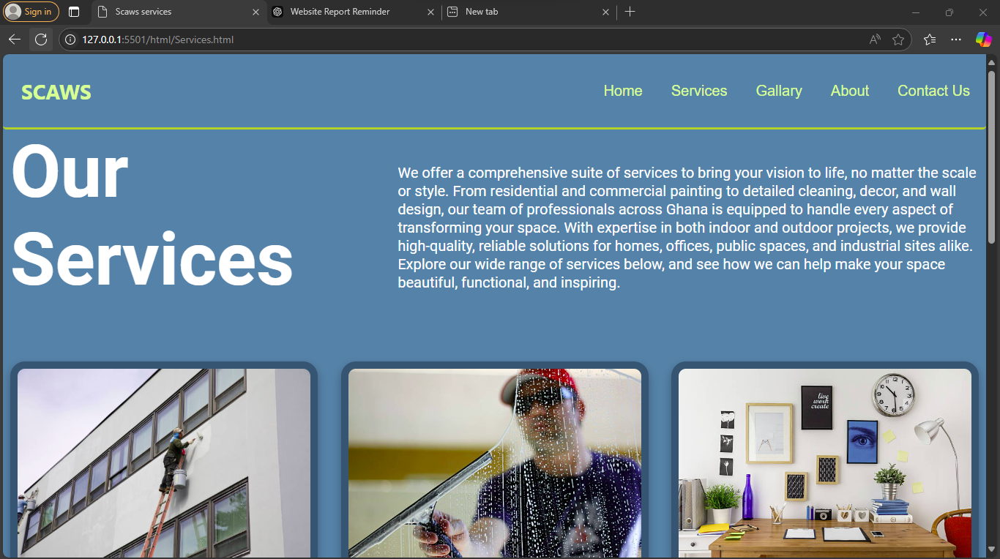 Sign in
Scaws services
Website Report Reminder
New tab
127.0.0.1:5501/html/Services.html
SCAWS
Home
Services
Gallary
About
Contact Us
Our
Services
We offer a comprehensive suite of services to bring your vision to life, no matter the scale
or style. From residential and commercial painting to detailed cleaning, decor, and wall
design, our team of professionals across Ghana is equipped to handle every aspect of
transforming your space. With expertise in both indoor and outdoor projects, we provide
high-quality, reliable solutions for homes, offices, public spaces, and industrial sites alike.
Explore our wide range of services below, and see how we can help make your space
beautiful, functional, and inspiring.
live
work
create